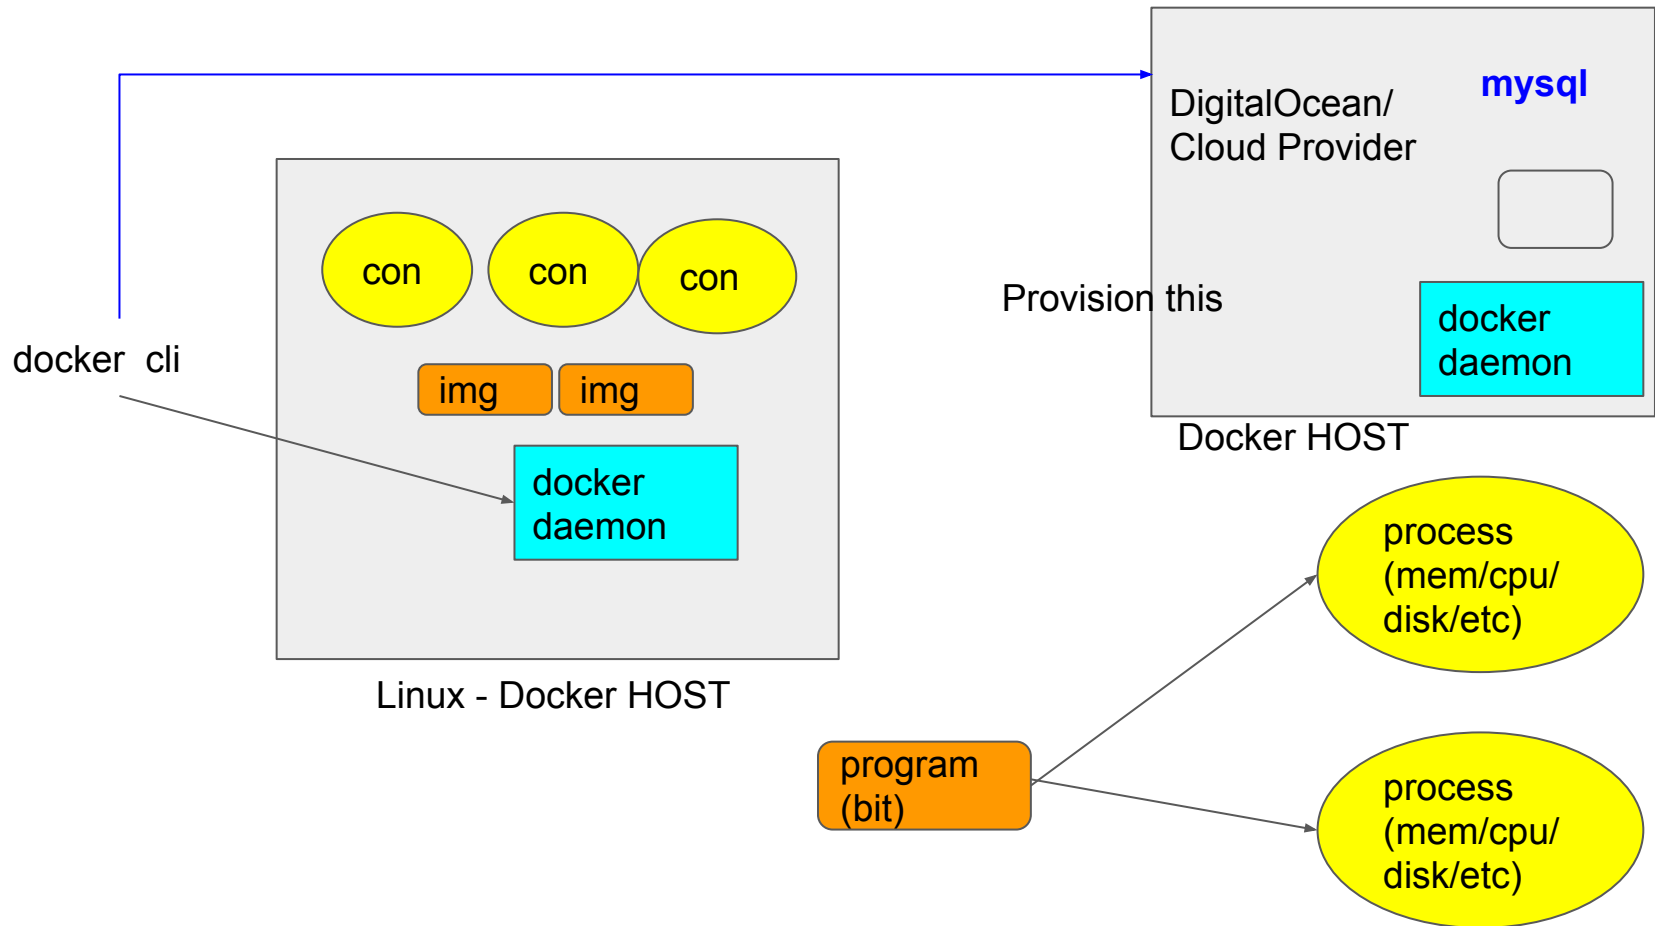 mysql
DigitalOcean/
Cloud Provider
con
con
con
Provision this
docker
daemon
docker cli
img
img
Docker HOST
docker
daemon
process
(mem/cpu/
disk/etc)
Linux - Docker HOST
program
(bit)
process
(mem/cpu/
disk/etc)